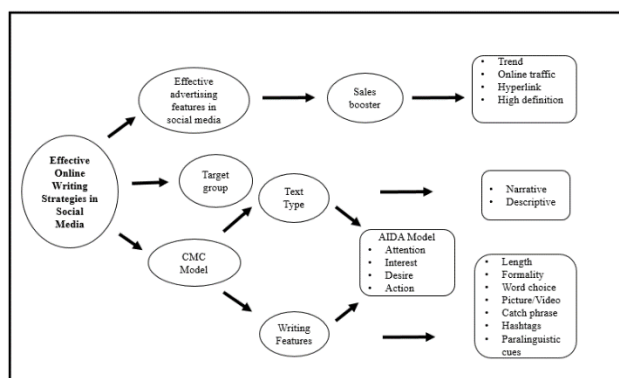 Effective
advertising
features in
social media
Sales
booster
• Trend
• Online traffic
• Hyperlink
• High definition
Effective
Online
Writing
Strategies in
Social
Media
Target
group
Text
Type
• Narrative
• Descriptive
CMC
Model
AIDA Model
• Attention
• Interest
• Desire
• Action
Writing
Features
• Length
• Formality
• Word choice
• Picture/Video
• Catch phrase
• Hashtags
• Paralinguistic
cues